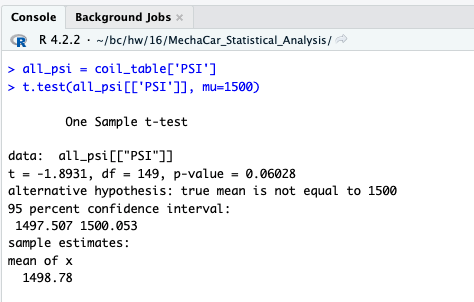 Console Background Jobs ×
R R 4.2.2 · ~/bc/hw/16/MechaCar_Statistical_Analysis/
> all_psi = coil_table['PSI']
> t.test(all_psi[['PSI']], mu=1500)
One Sample t-test
data: all_psi[["PSI"]]
t = -1.8931, df = 149, p-value = 0.06028
alternative hypothesis: true mean is not equal to 1500
95 percent confidence interval:
1497.507 1500.053
sample estimates:
mean of x
1498.78